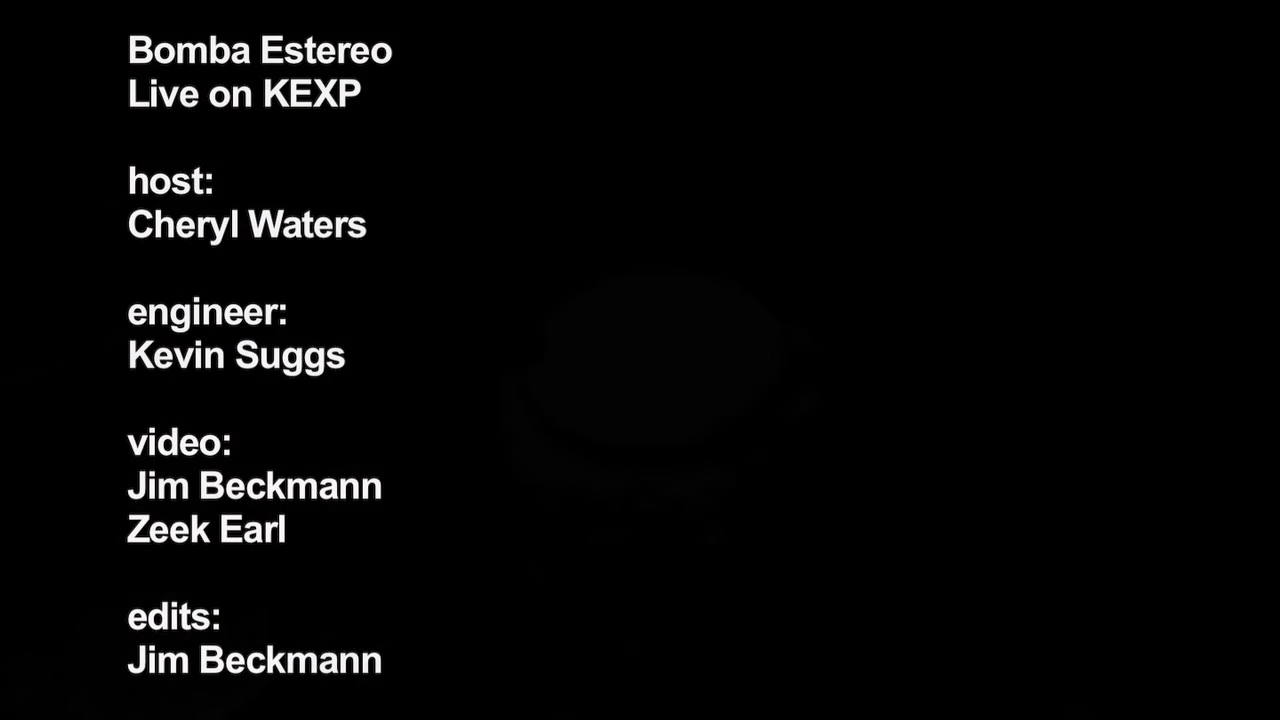 Bomba Estereo
Live on KEXP
host:
Cheryl Waters
engineer:
Kevin Suggs
video:
Jim Beckmann
Zeek Earl
edits:
Jim Beckmann